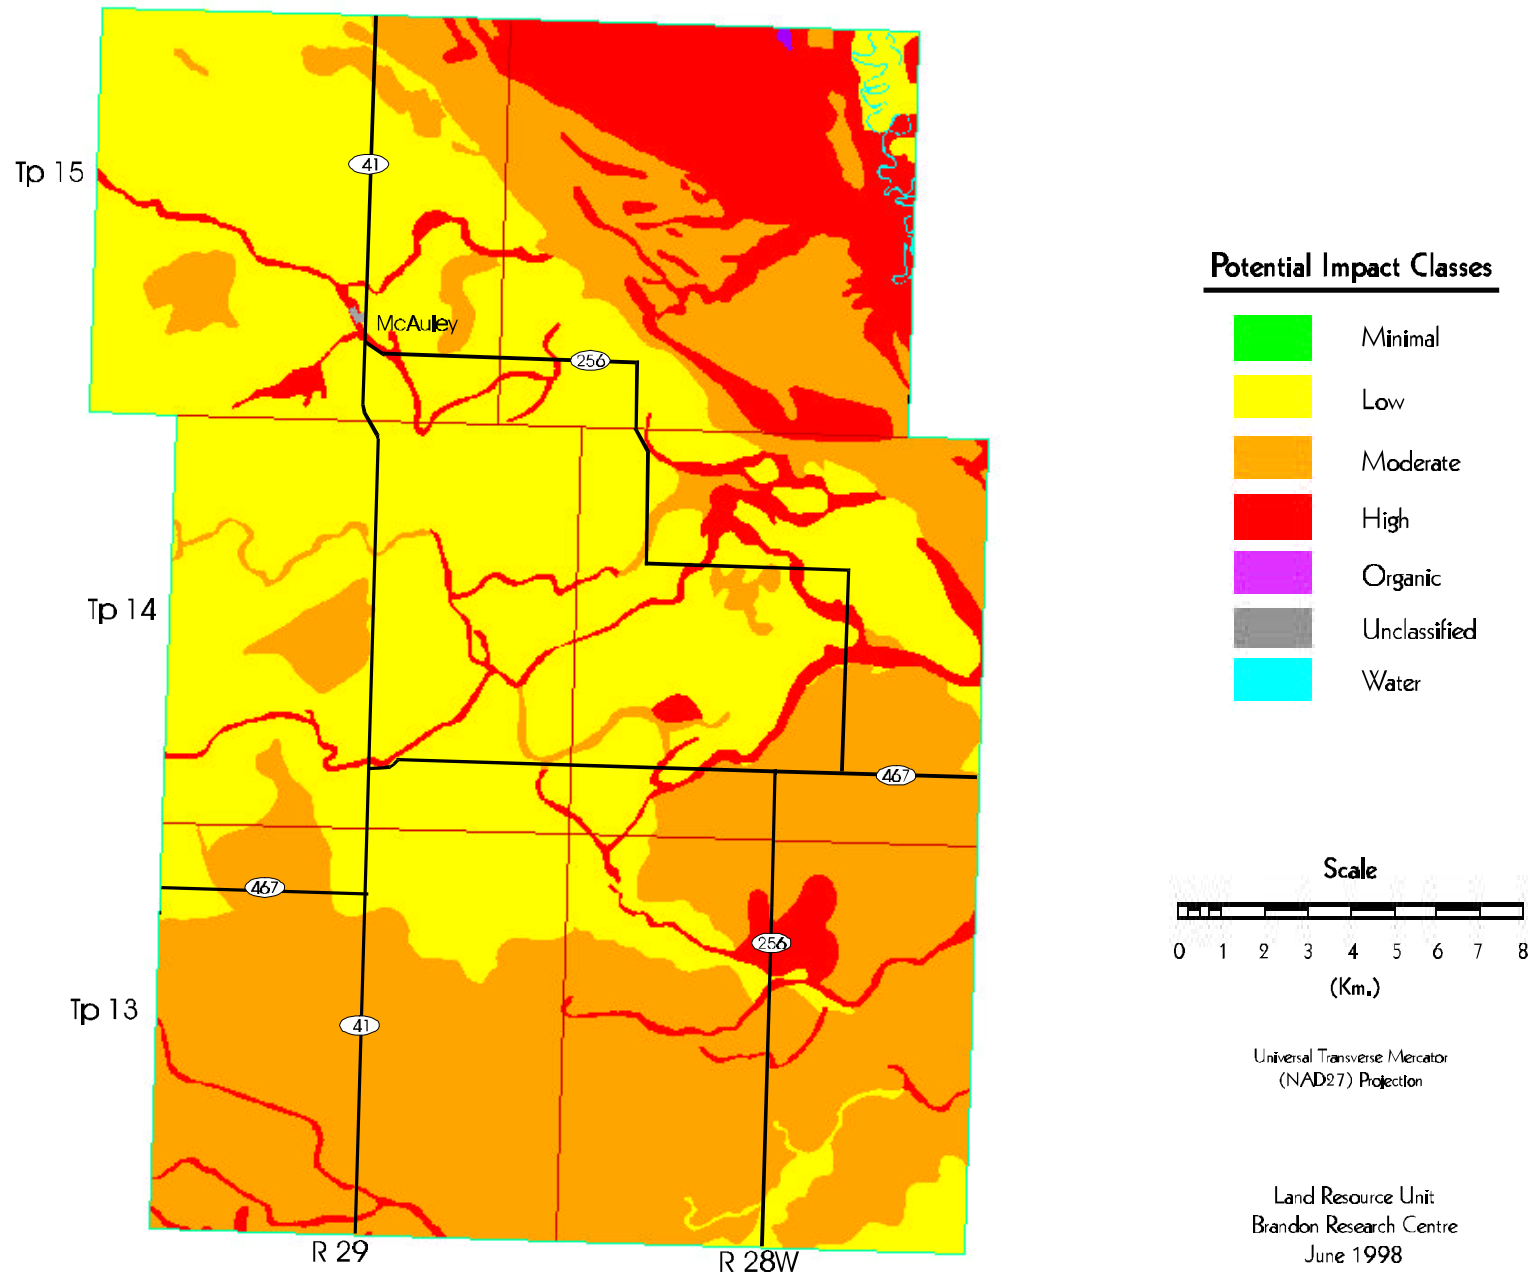 Tp 15
41
McAulley
256
Tp 14
467
467
256
Tp 13
41
R 29
R 28W
Potential Impact Classes
Minimal
Low
Moderate
High
Organic
Unclassified
Water
Scale
0 1 2 3 4 5 6 7 8
(Km.)
Universal Transverse Mercator
(NAD27) Projection
Land Resource Unit
Brandon Research Centre
June 1998